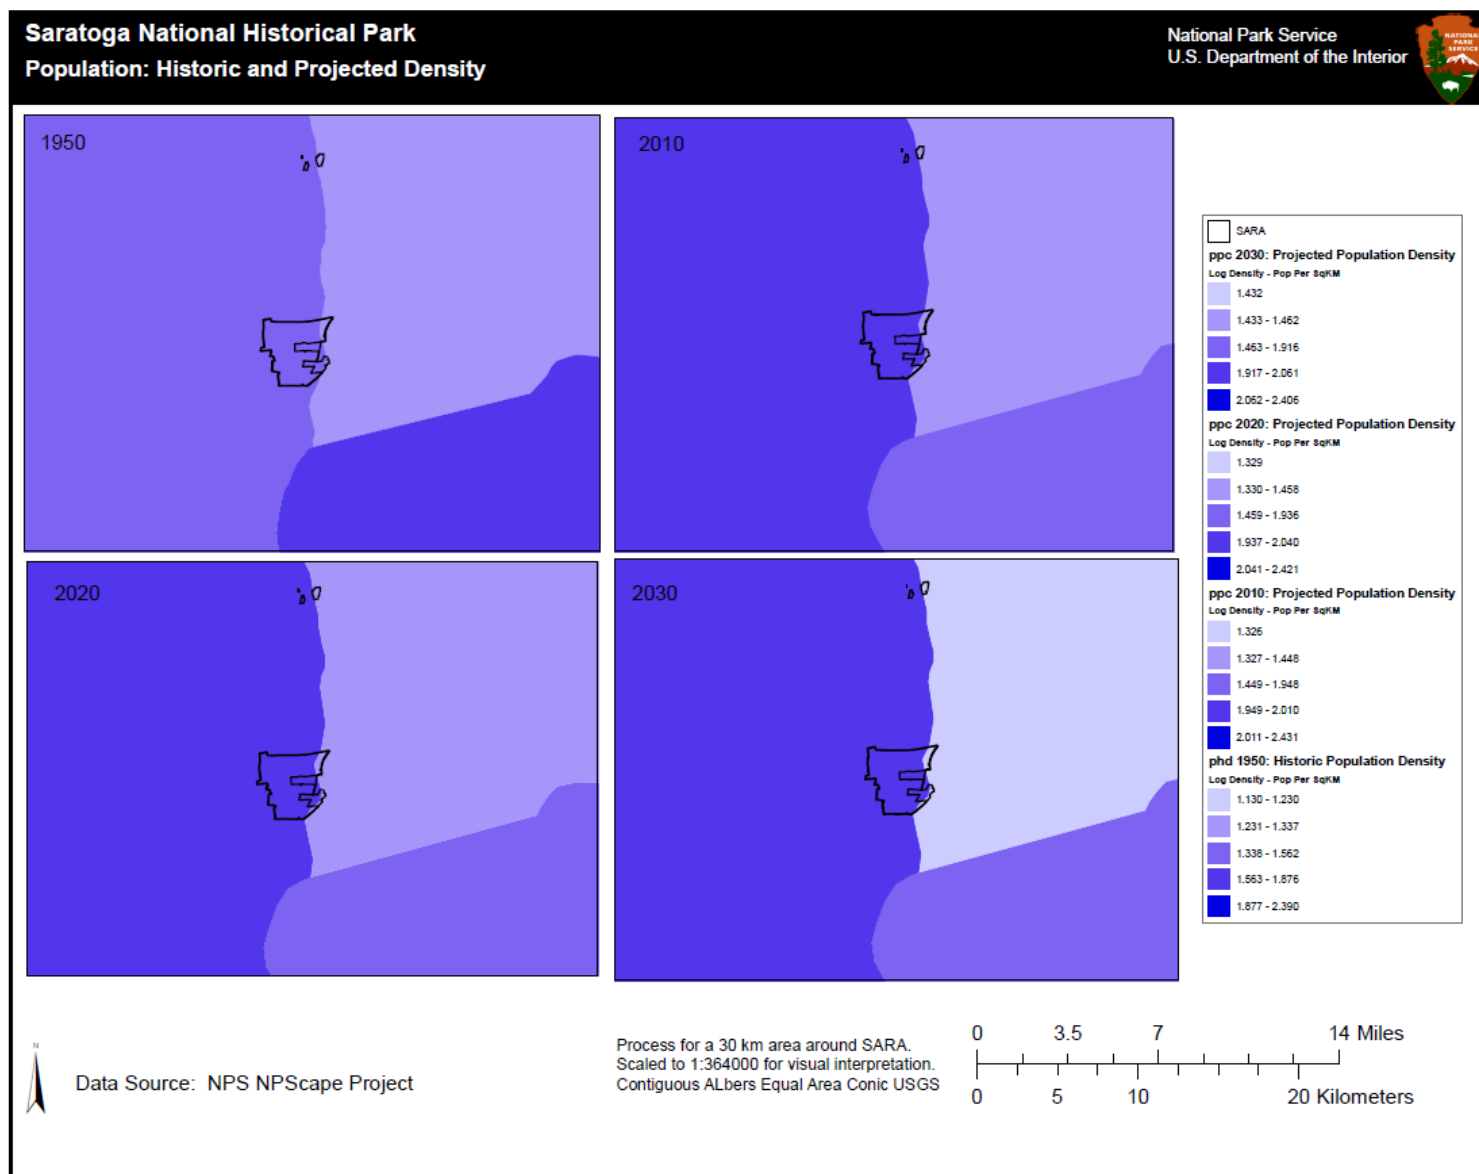 Saratoga National Historical Park
Population: Historic and Projected Density
National Park Service
U.S. Department of the Interior
NATIONAL
PARK
SERVICE
1950
2010
2020
2030
SARA
ppc 2030: Projected Population Density
Log Density - Pop Per SqKM
1.432
1.433 - 1.462
1.463 - 1.916
1.917 - 2.061
2.062 - 2.406
ppc 2020: Projected Population Density
Log Density - Pop Per SqKM
1.329
1.330 - 1.458
1.459 - 1.936
1.937 - 2.040
2.041 - 2.421
ppc 2010: Projected Population Density
Log Density - Pop Per SqKM
1.326
1.327 - 1.448
1.449 - 1.948
1.949 - 2.010
2.011 - 2.431
phd 1950: Historic Population Density
Log Density - Pop Per SqKM
1.130 - 1.230
1.231 - 1.337
1.338 - 1.562
1.563 - 1.876
1.877 - 2.390
N
Data Source: NPS NPScape Project
Process for a 30 km area around SARA.
Scaled to 1:364000 for visual interpretation.
Contiguous ALbers Equal Area Conic USGS
0 3.5 7 14 Miles
0 5 10 20 Kilometers